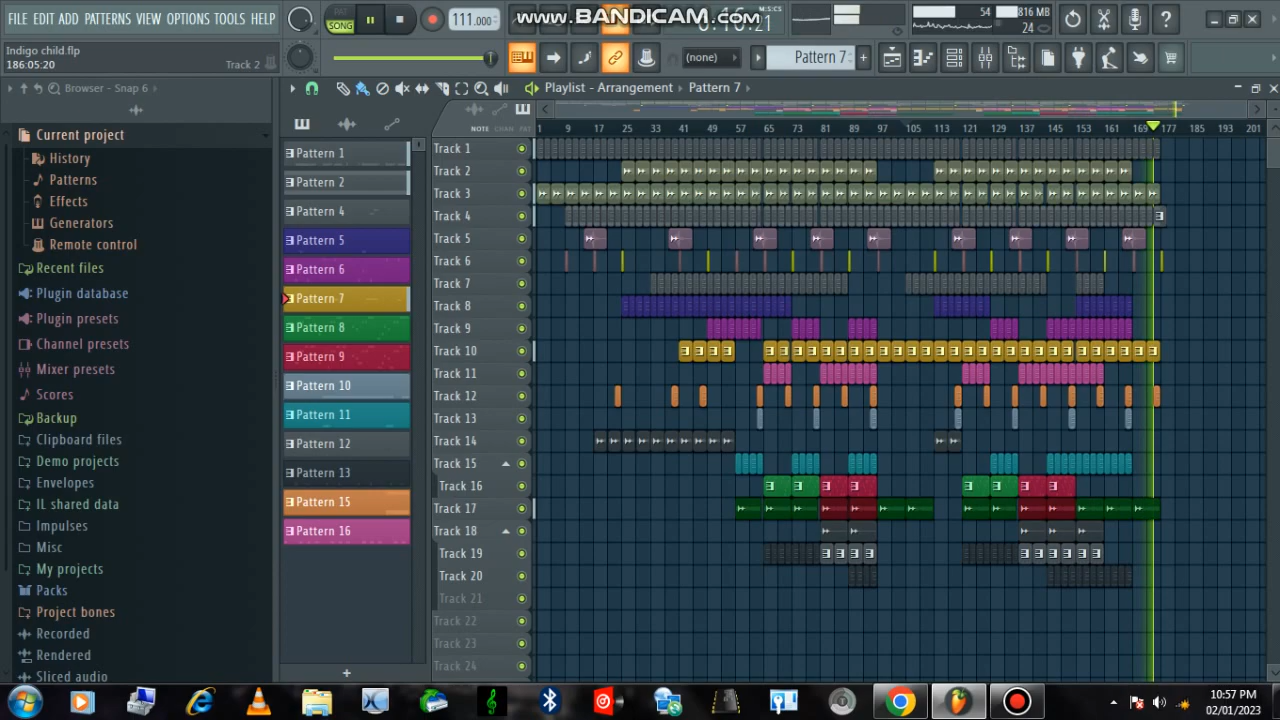 FILE EDIT ADD PATTERNS VIEW OPTIONS TOOLS HELP
PAT
SONG
111.000
www.BANDICAM.com
0:16:21
M:S:CS
54
816 MB
24
Indigo child.flp
186:05:20
Track 2
(none)
Pattern 7
Browser - Snap 6
Playlist - Arrangement
Pattern 7
NOTE CHAN PAT
1 9 17 25 33 41 49 57 65 73 81 89 97 105 113 121 129 137 145 153 161 169 177 185 193 201
Current project
History
Patterns
Effects
Generators
Remote control
Recent files
Plugin database
Plugin presets
Channel presets
Mixer presets
Scores
Backup
Clipboard files
Demo projects
Envelopes
IL shared data
Impulses
Misc
My projects
Packs
Project bones
Recorded
Rendered
Sliced audio
Pattern 1
Pattern 2
Pattern 4
Pattern 5
Pattern 6
Pattern 7
Pattern 8
Pattern 9
Pattern 10
Pattern 11
Pattern 12
Pattern 13
Pattern 15
Pattern 16
Track 1
Track 2
Track 3
Track 4
Track 5
Track 6
Track 7
Track 8
Track 9
Track 10
Track 11
Track 12
Track 13
Track 14
Track 15
Track 16
Track 17
Track 18
Track 19
Track 20
Track 21
Track 22
Track 23
Track 24
10:57 PM
02/01/2023